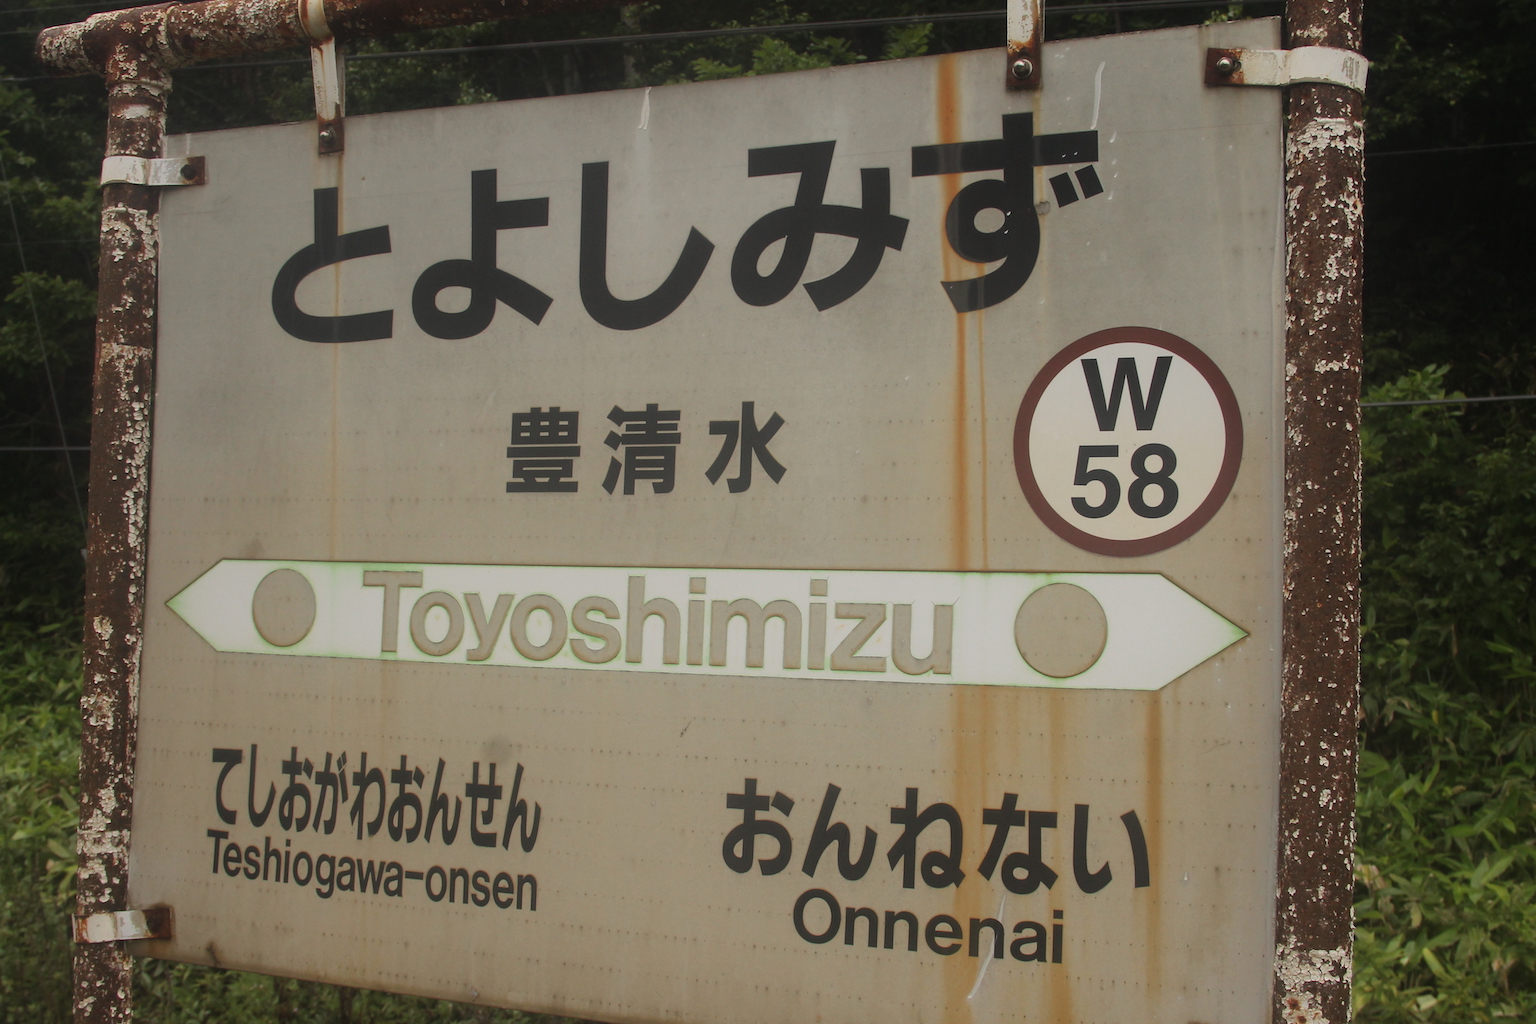 とよしみず
豊清水
W
58
Toyoshimizu
てしおがわおんせん
Teshiogawa-onsen
おんねない
Onnenai